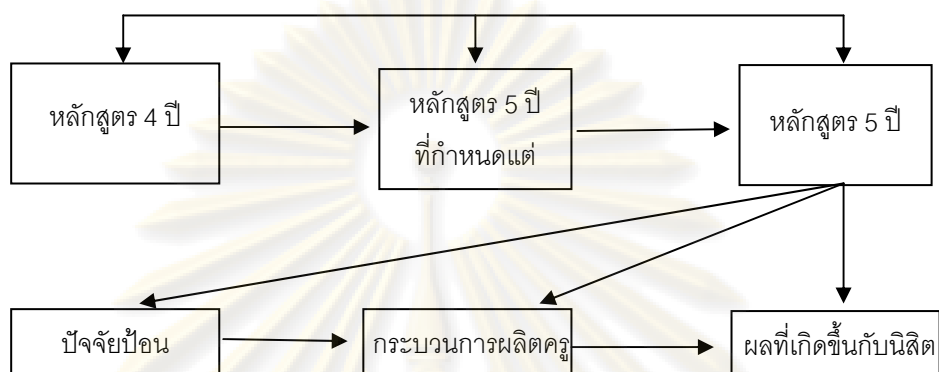 หลักสูตร 4 ปี
หลักสูตร 5 ปี
ที่กำหนดแต่
หลักสูตร 5 ปี
ปัจจัยป้อน
กระบวนการผลิตครู
ผลที่เกิดขึ้นกับนิสิต